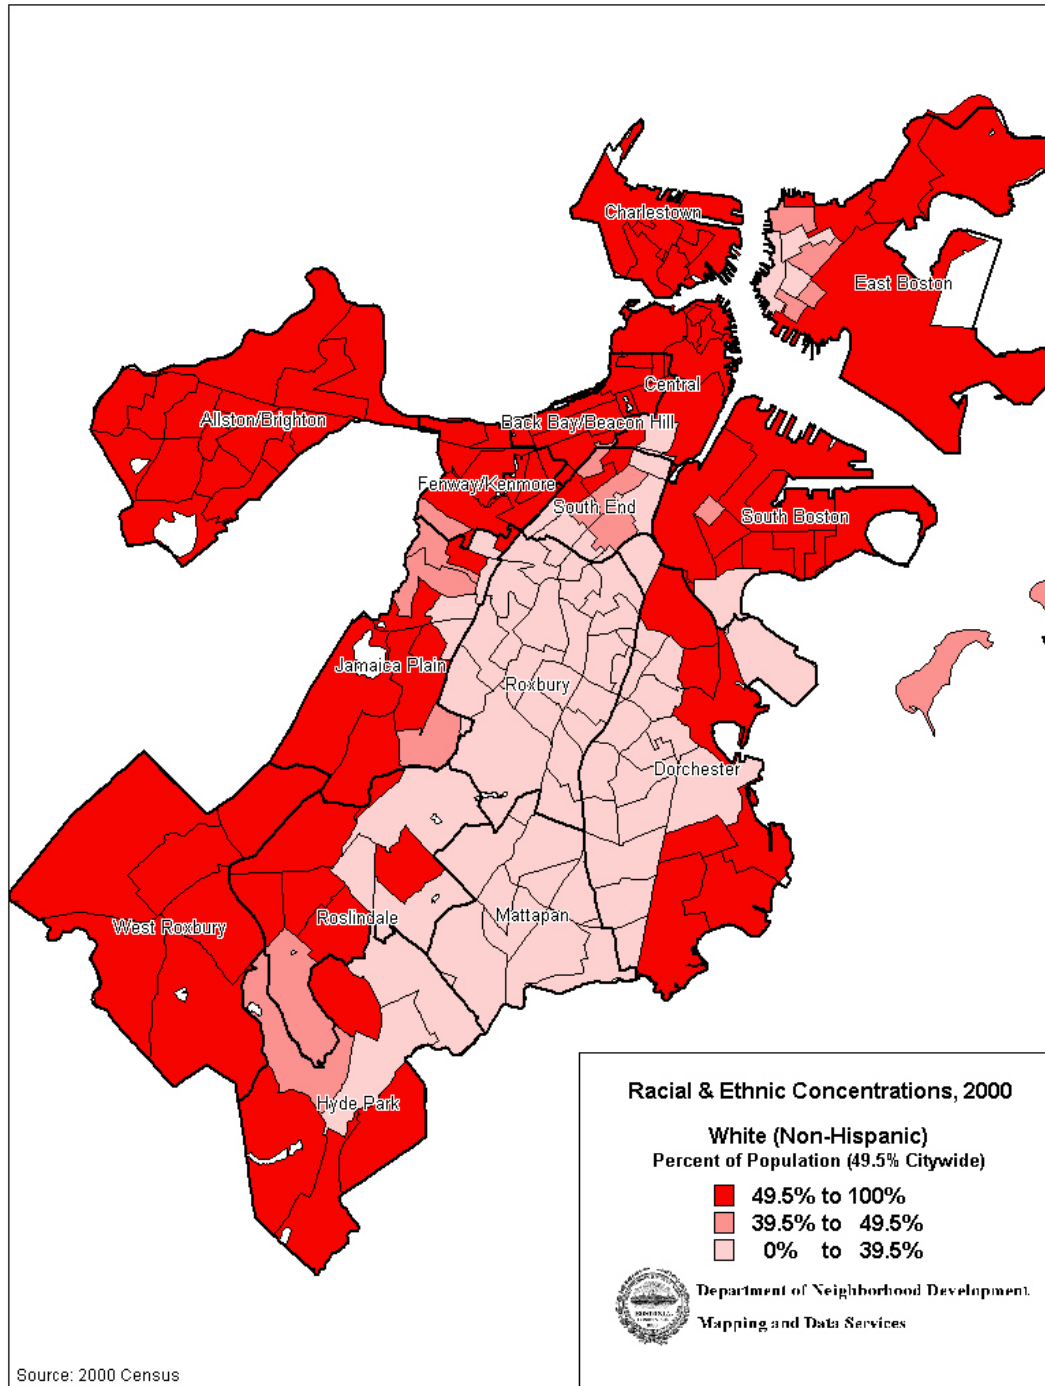 Charlestown
East Boston
Central
Allston/Brighton
Back Bay/Beacon Hill
Fenway/Kenmore
South End
South Boston
Jamaica Plain
Roxbury
Dorchester
West Roxbury
Roslindale
Mattapan
Hyde Park
Racial & Ethnic Concentrations, 2000
White (Non-Hispanic)
Percent of Population (49.5% Citywide)
49.5% to 100%
39.5% to 49.5%
0% to 39.5%
Department of Neighborhood Development
Mapping and Data Services
Source: 2000 Census